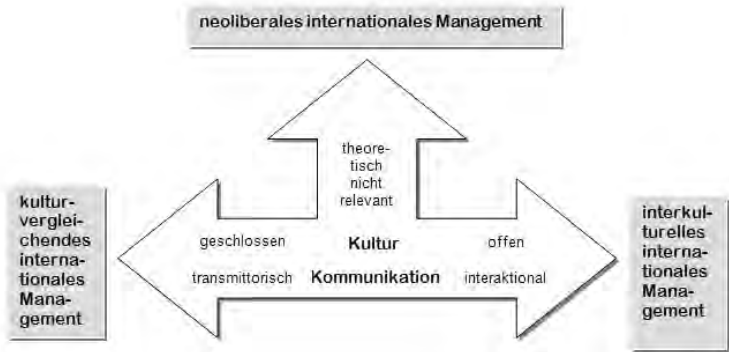 neoliberales internationales Management
theore-
tisch
nicht
relevant
kultur-
verglei-
chendes
interna-
tionales
Mana-
gement
geschlossen Kultur offen
transmittorisch Kommunikation interaktional
interkul-
turelles
interna-
tionales
Mana-
gement